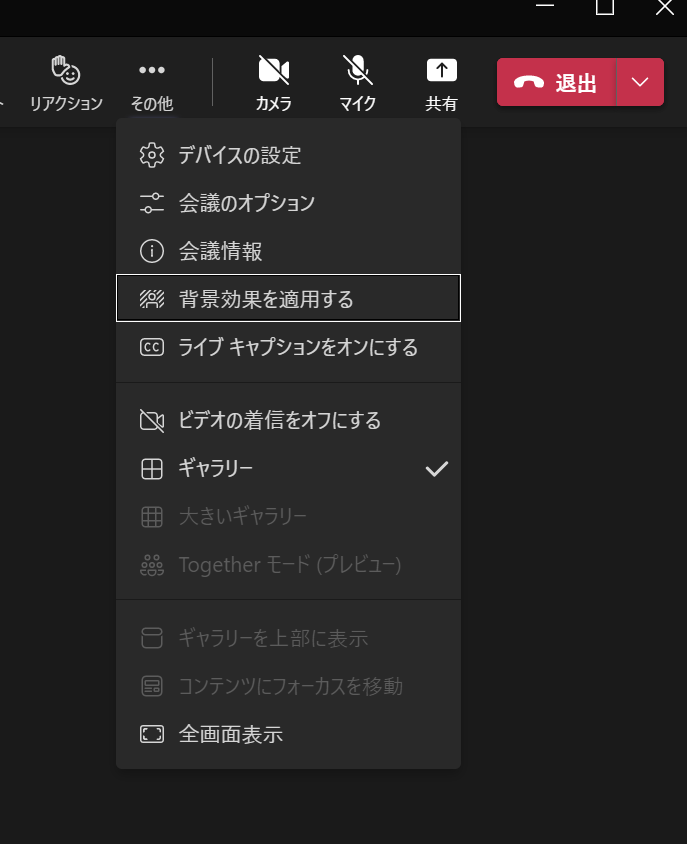 リアクション
その他
カメラ
マイク
共有
退出
デバイスの設定
会議のオプション
会議情報
背景効果を適用する
CC ライブ キャプションをオンにする
ビデオの着信をオフにする
ギャラリー
大きいギャラリー
Together モード (プレビュー)
ギャラリーを上部に表示
コンテンツにフォーカスを移動
全画面表示